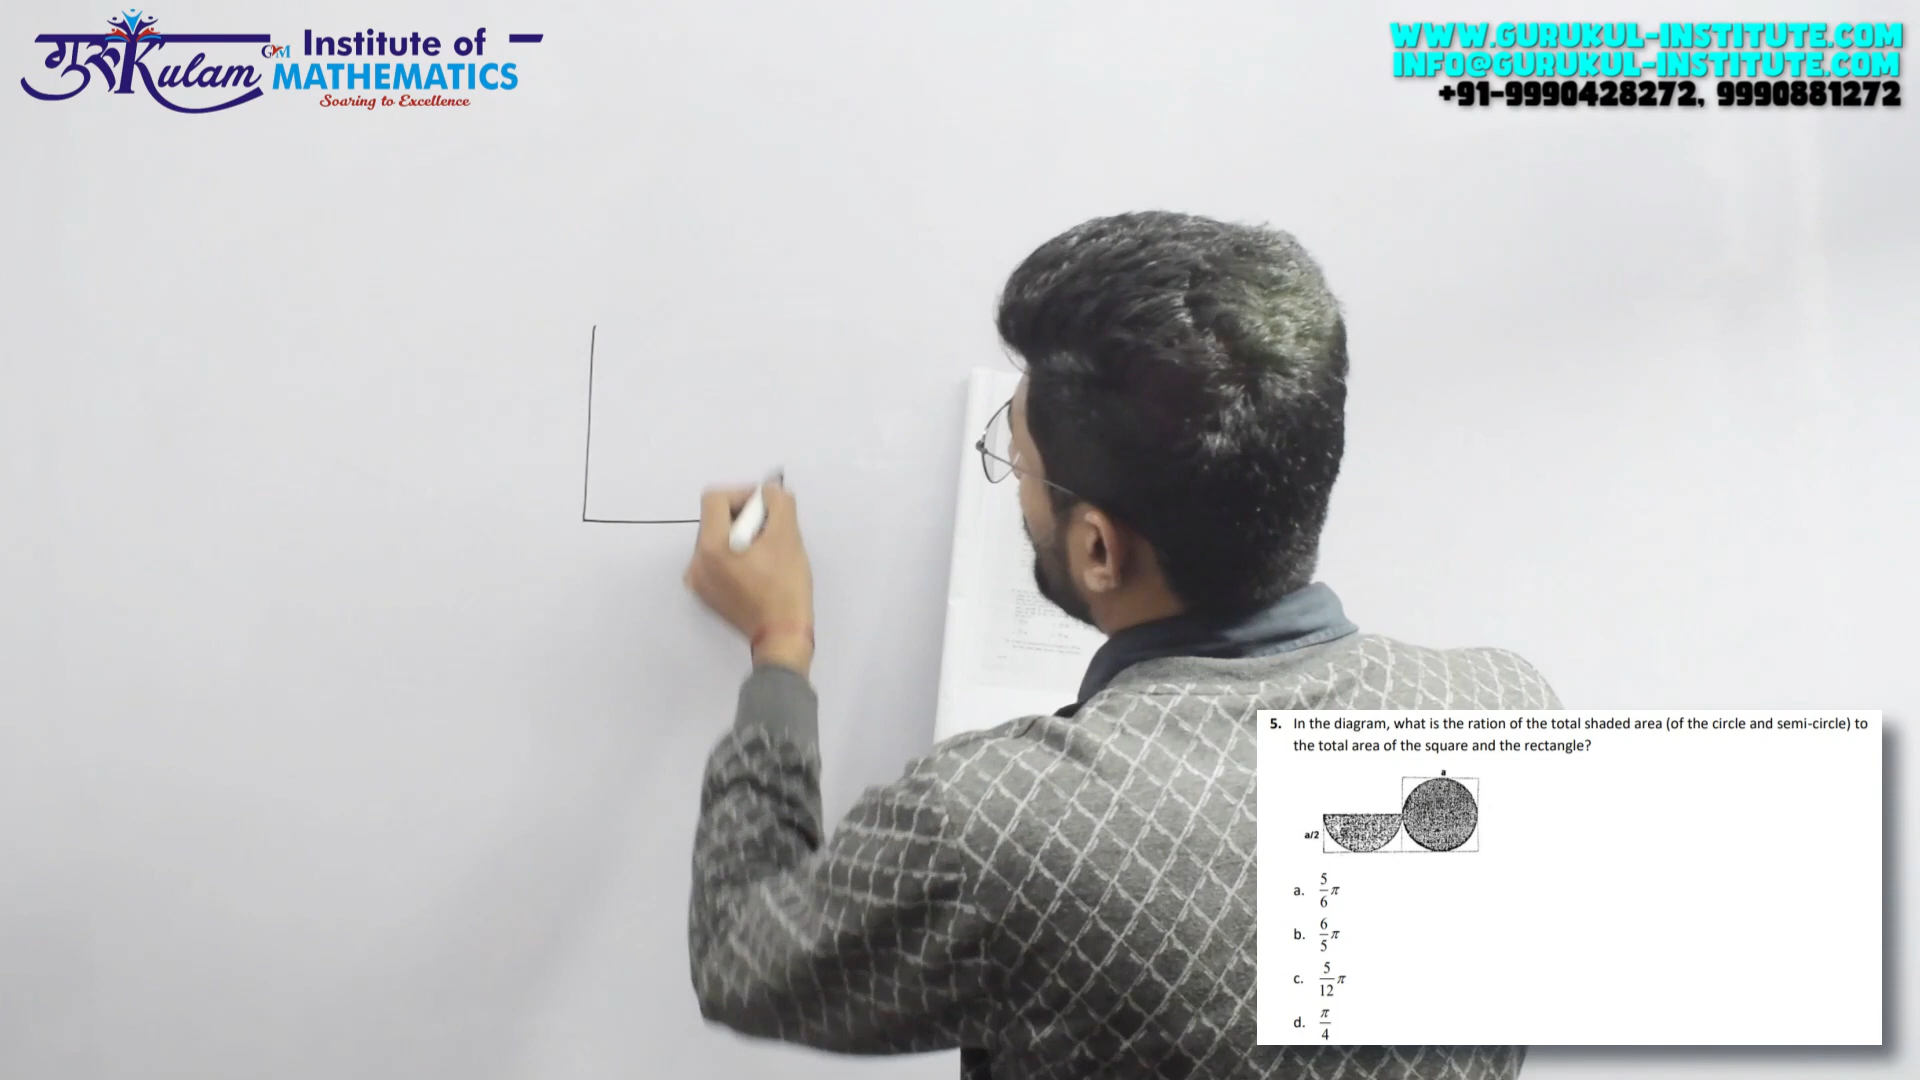 गुरुKulam GKM Institute of
MATHEMATICS
Soaring to Excellence
WWW.GURUKUL-INSTITUTE.COM
INFO@GURUKUL-INSTITUTE.COM
+91-9990428272, 9990881272
5. In the diagram, what is the ration of the total shaded area (of the circle and semi-circle) to
the total area of the square and the rectangle?
a
a/2
a. 5/6 π
b. 6/5 π
c. 5/12 π
d. π/4